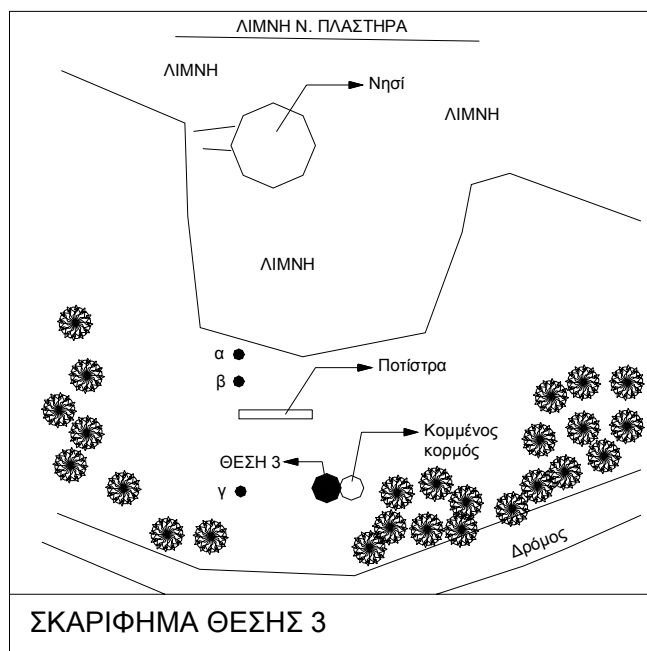 ΛΙΜΝΗ Ν. ΠΛΑΣΤΗΡΑ
ΛΙΜΝΗ
Νησί
ΛΙΜΝΗ
ΛΙΜΝΗ
α
β
Ποτίστρα
Κομμένος
κορμός
ΘΕΣΗ 3
γ
Δρόμος
ΣΚΑΡΙΦΗΜΑ ΘΕΣΗΣ 3